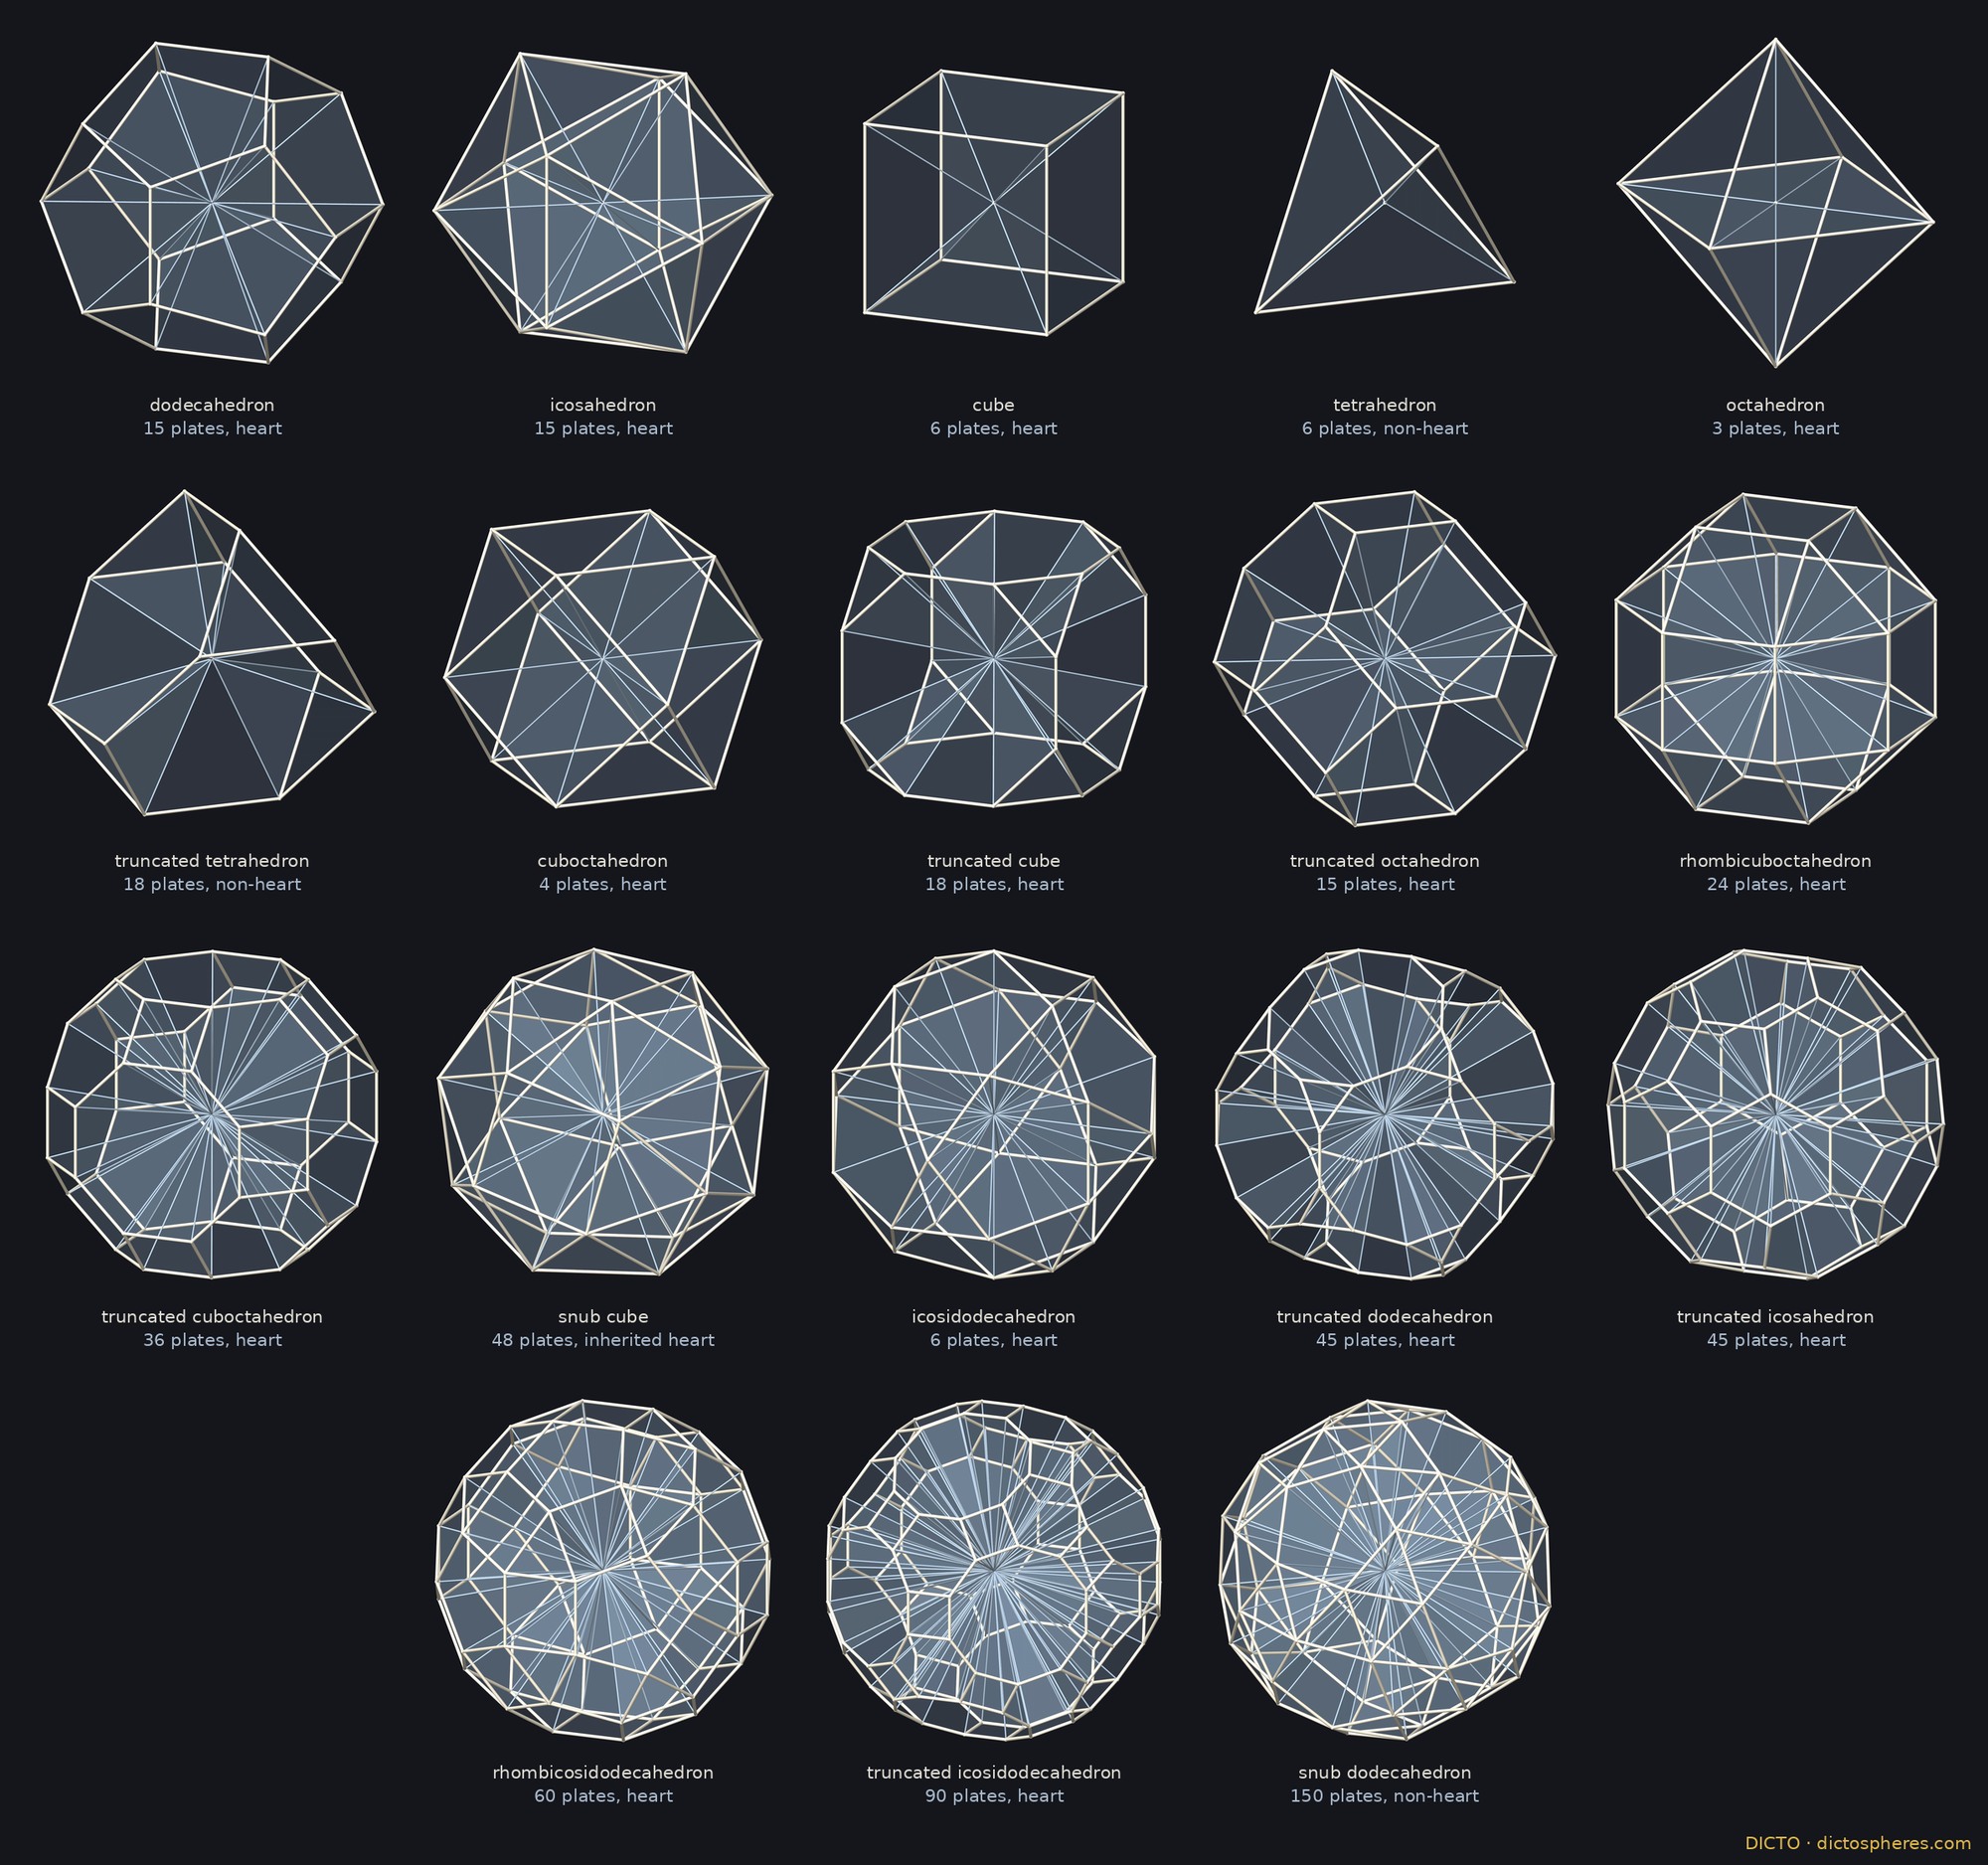 dodecahedron
15 plates, heart
icosahedron
15 plates, heart
cube
6 plates, heart
tetrahedron
6 plates, non-heart
octahedron
3 plates, heart
truncated tetrahedron
18 plates, non-heart
cuboctahedron
4 plates, heart
truncated cube
18 plates, heart
truncated octahedron
15 plates, heart
rhombicuboctahedron
24 plates, heart
truncated cuboctahedron
36 plates, heart
snub cube
48 plates, inherited heart
icosidodecahedron
6 plates, heart
truncated dodecahedron
45 plates, heart
truncated icosahedron
45 plates, heart
rhombicosidodecahedron
60 plates, heart
truncated icosidodecahedron
90 plates, heart
snub dodecahedron
150 plates, non-heart
DICTO · dictospheres.com